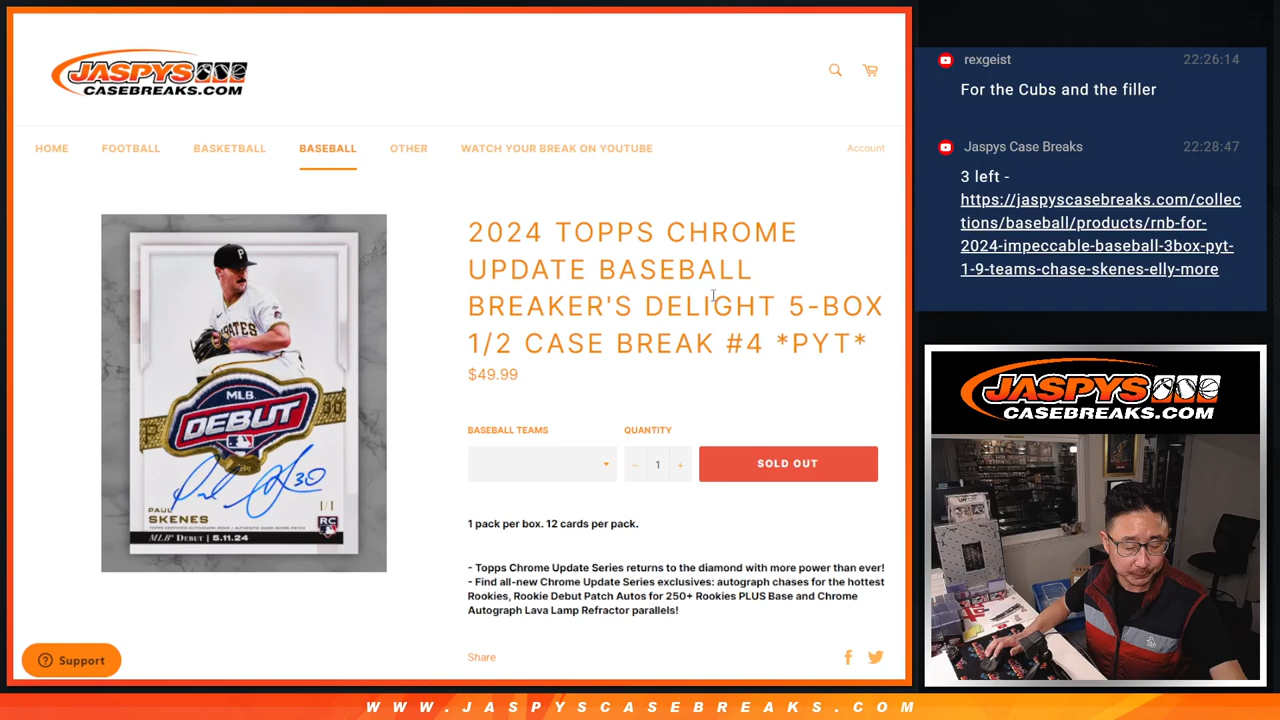 JASPYS
CASEBREAKS.COM
HOME FOOTBALL BASKETBALL BASEBALL OTHER WATCH YOUR BREAK ON YOUTUBE Account
2024 TOPPS CHROME
UPDATE BASEBALL
BREAKER'S DELIGHT 5-BOX
1/2 CASE BREAK #4 *PYT*
$49.99
BASEBALL TEAMS QUANTITY
− 1 + SOLD OUT
1 pack per box. 12 cards per pack.
- Topps Chrome Update Series returns to the diamond with more power than ever!
- Find all-new Chrome Update Series exclusives: autograph chases for the hottest
Rookies, Rookie Debut Patch Autos for 250+ Rookies PLUS Base and Chrome
Autograph Lava Lamp Refractor parallels!
Share
Support
P
PIRATES
30
MLB
DEBUT
1/1
PAUL
SKENES
RC
MLB Debut | 5.11.24
rexgeist 22:26:14
For the Cubs and the filler
Jaspys Case Breaks 22:28:47
3 left -
https://jaspyscasebreaks.com/collec
tions/baseball/products/rnb-for-
2024-impeccable-baseball-3box-pyt-
1-9-teams-chase-skenes-elly-more
JASPYS
CASEBREAKS.COM
WWW.JASPYSCASEBREAKS.COM